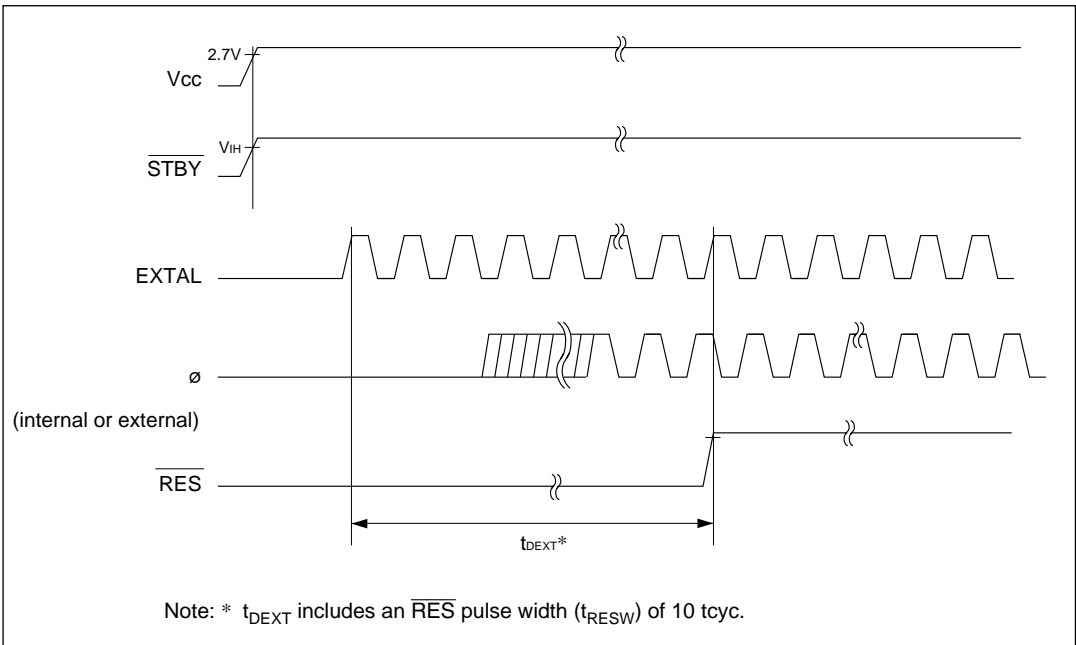 2.7V
Vcc
VIH
STBY
EXTAL
ø
(internal or external)
RES
tDEXT*
Note: * tDEXT includes an RES pulse width (tRESW) of 10 tcyc.